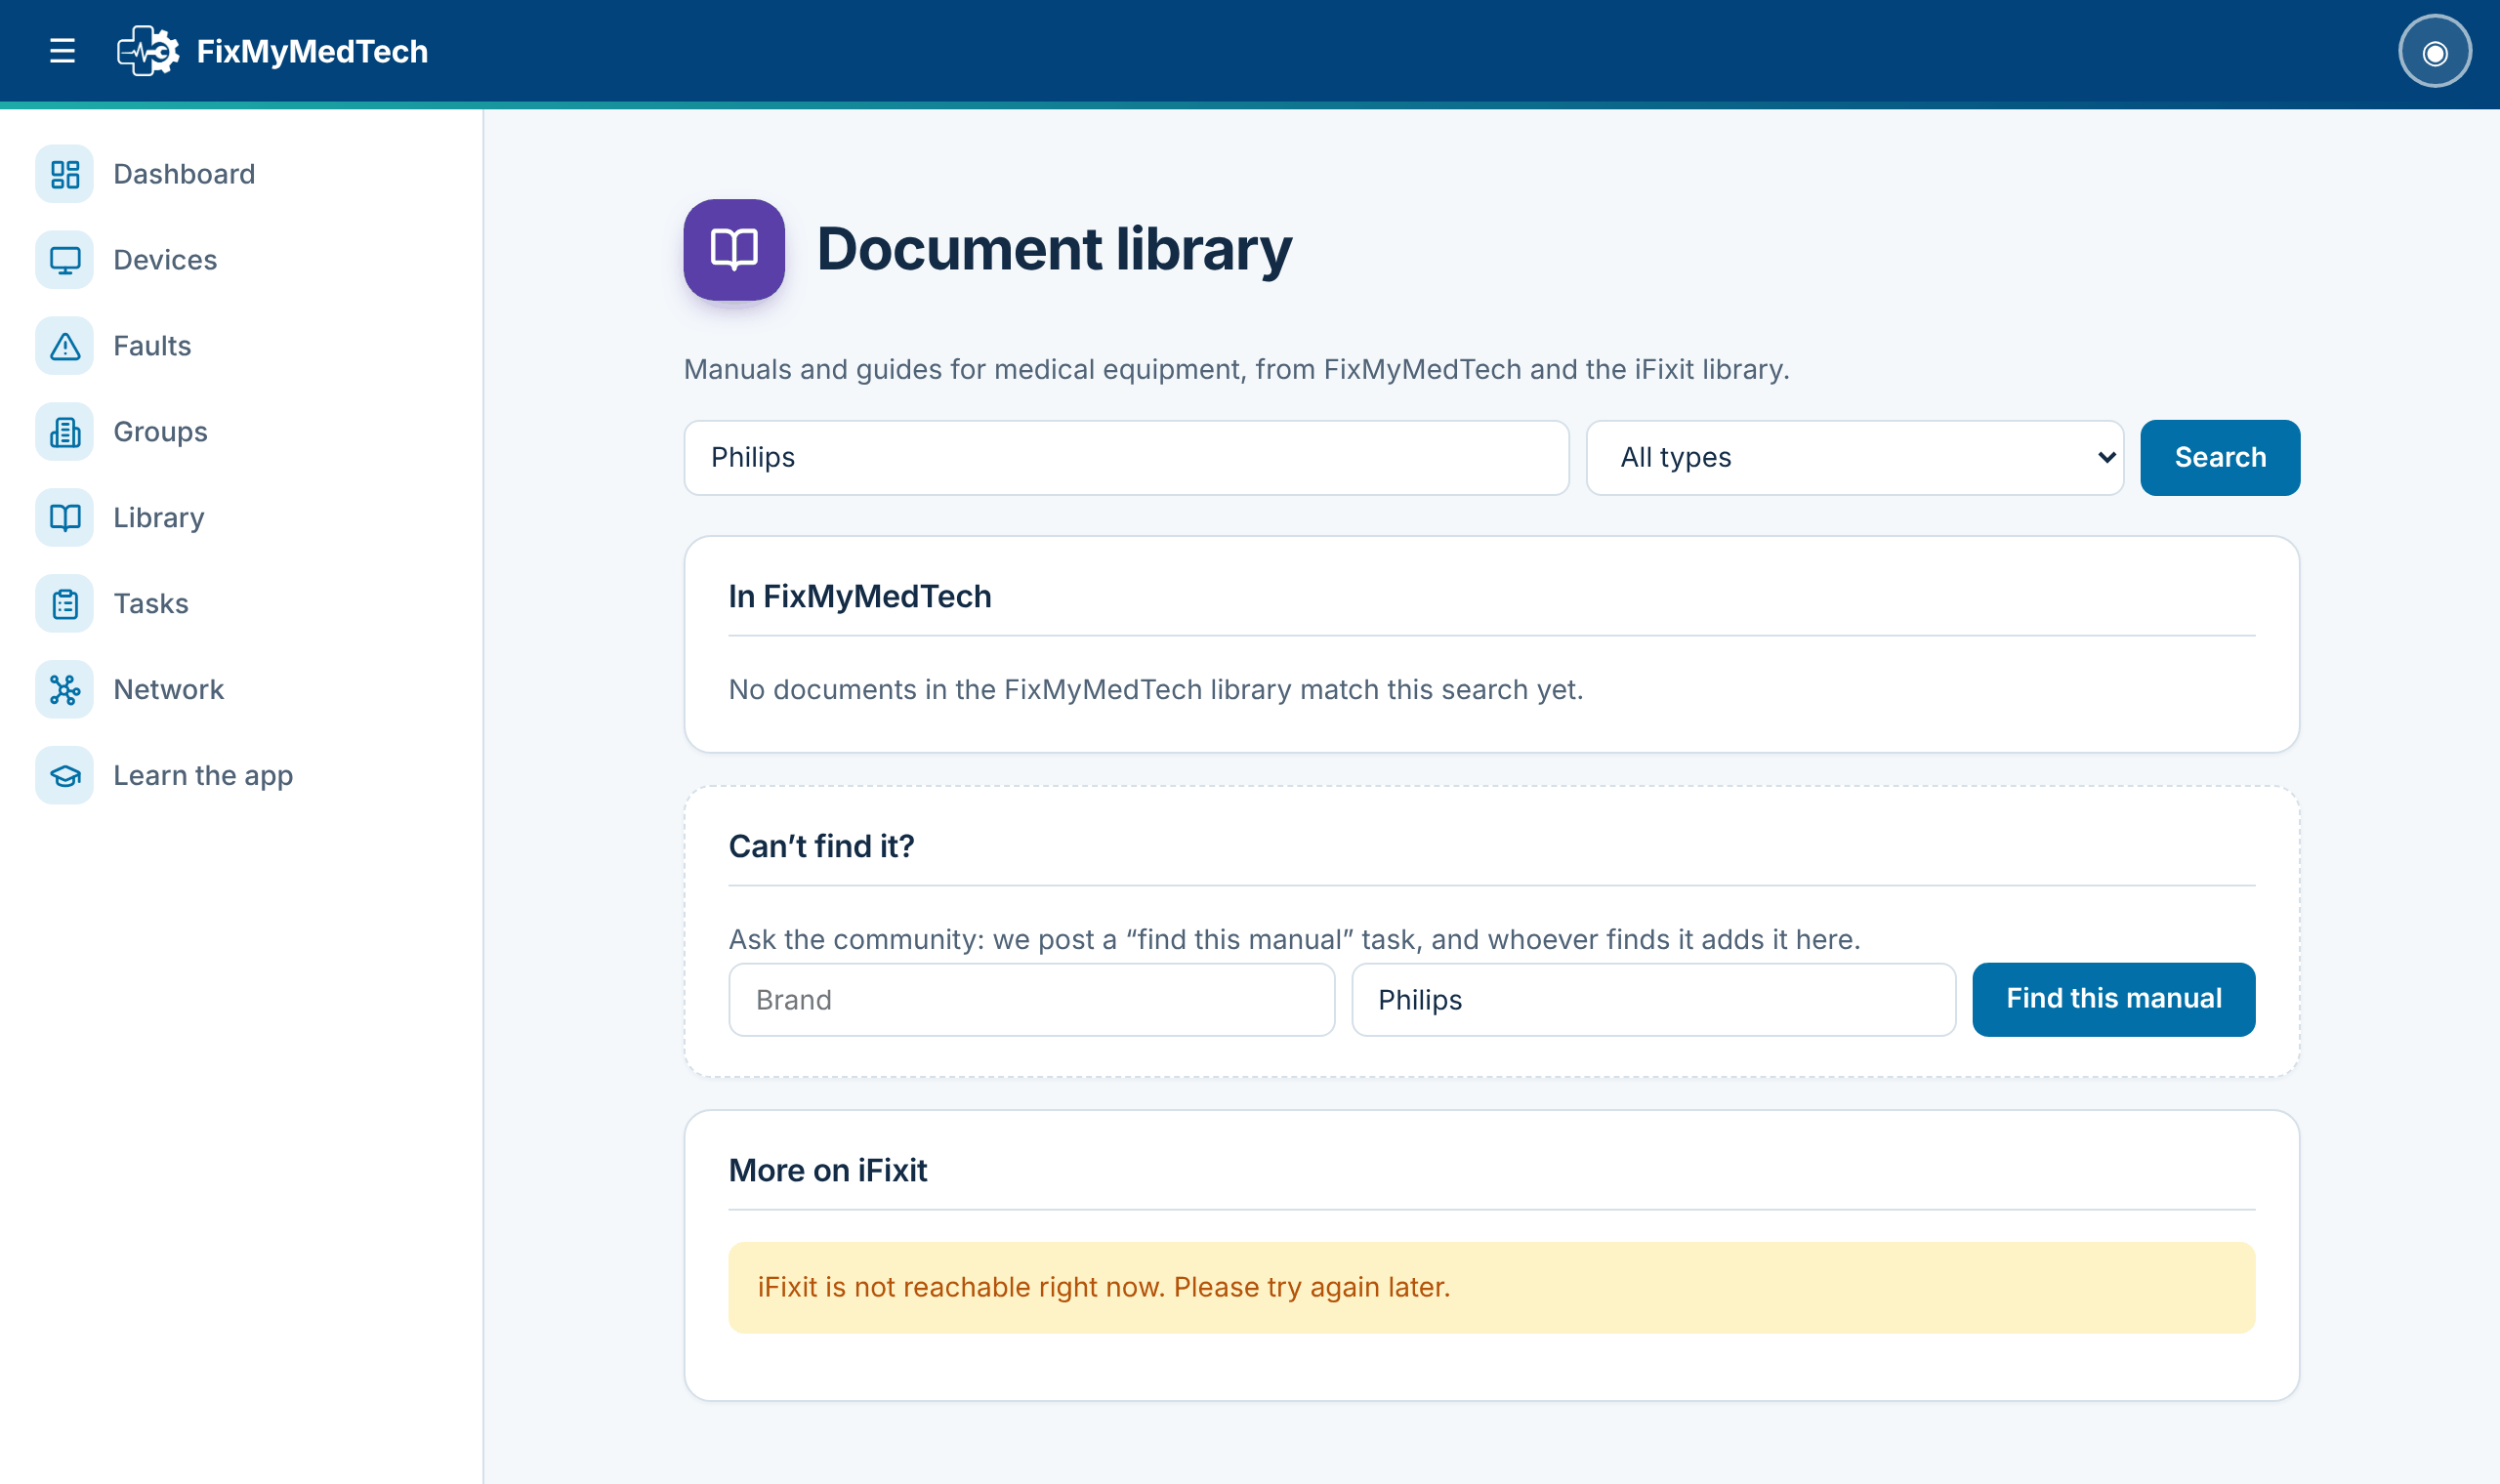 FixMyMedTech
Dashboard
Devices
Faults
Groups
Library
Tasks
Network
Learn the app
Document library
Manuals and guides for medical equipment, from FixMyMedTech and the iFixit library.
Philips
All types
Search
In FixMyMedTech
No documents in the FixMyMedTech library match this search yet.
Can’t find it?
Ask the community: we post a “find this manual” task, and whoever finds it adds it here.
Brand
Philips
Find this manual
More on iFixit
iFixit is not reachable right now. Please try again later.